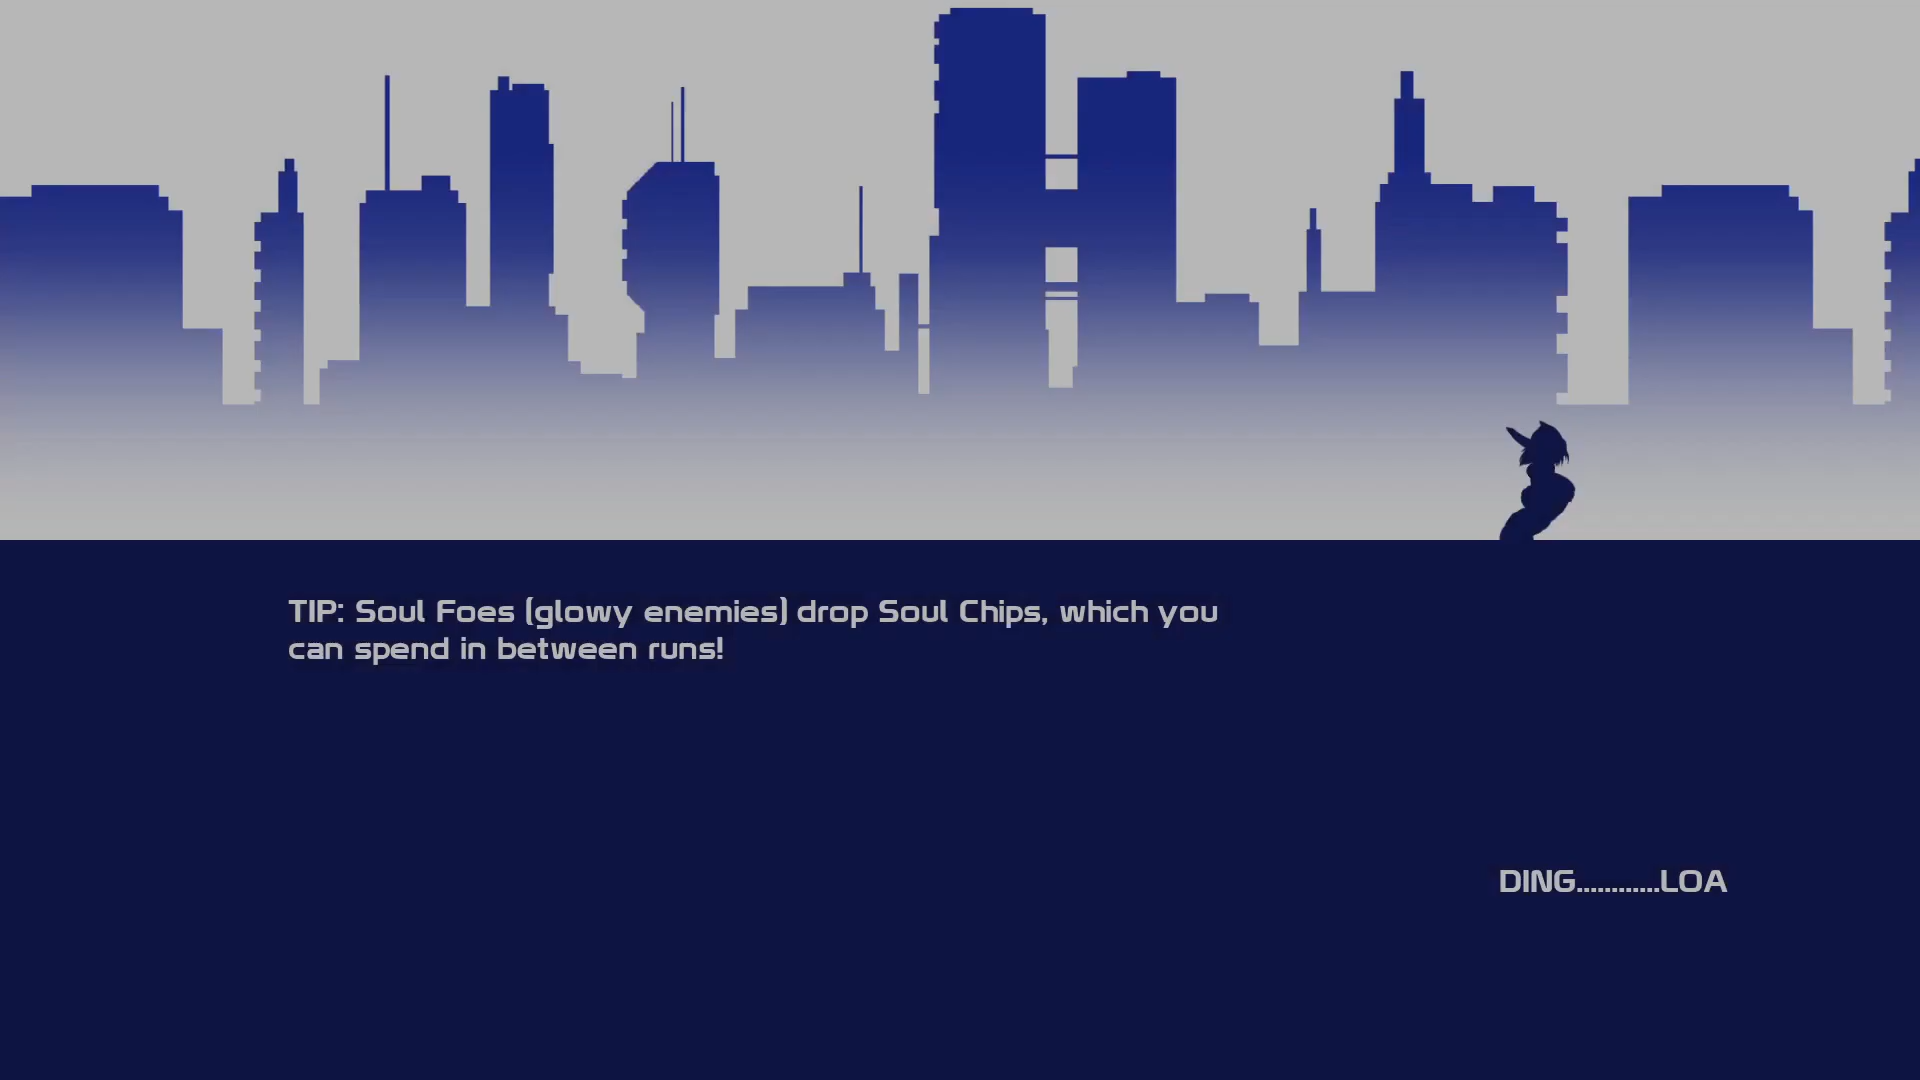 TIP: Soul Foes (glowy enemies) drop Soul Chips, which you
can spend in between runs!
DING............LOA